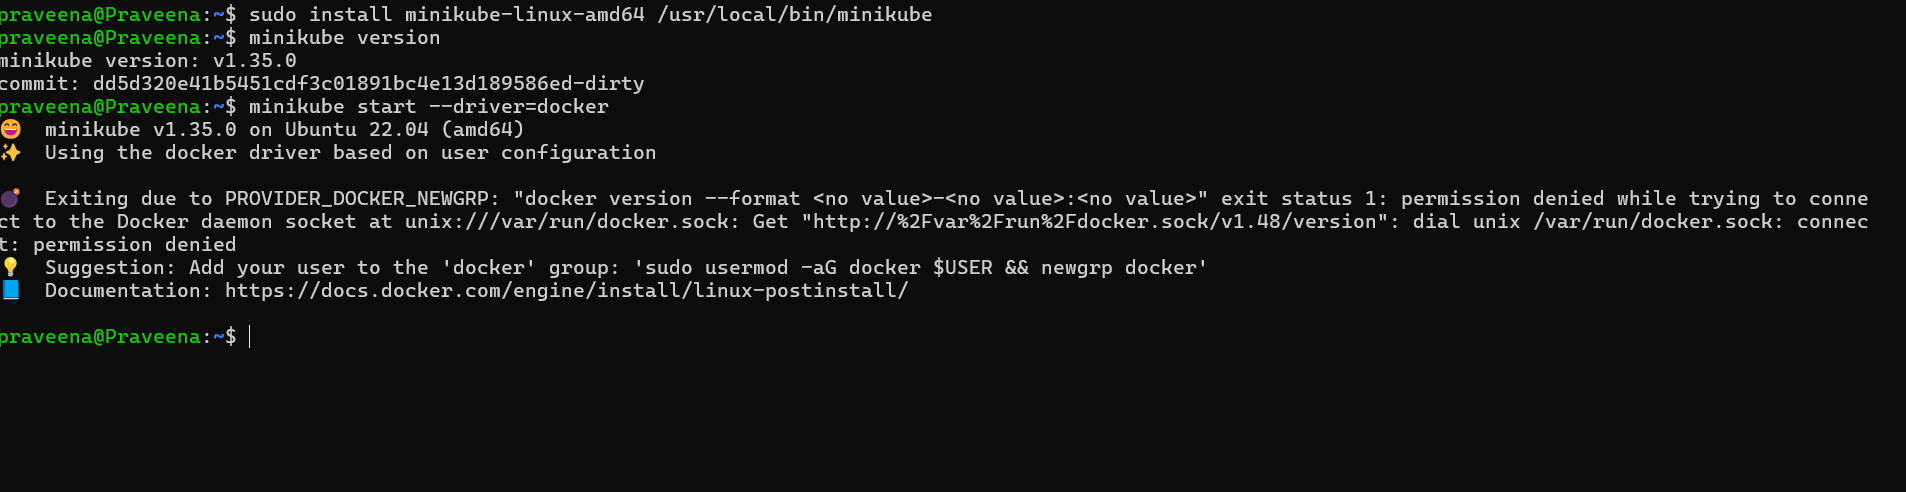 praveena@Praveena:~$ sudo install minikube-linux-amd64 /usr/local/bin/minikube
praveena@Praveena:~$ minikube version
minikube version: v1.35.0
commit: dd5d320e41b5451cdf3c01891bc4e13d189586ed-dirty
praveena@Praveena:~$ minikube start --driver=docker
😄  minikube v1.35.0 on Ubuntu 22.04 (amd64)
✨  Using the docker driver based on user configuration
💣  Exiting due to PROVIDER_DOCKER_NEWGRP: "docker version --format <no value>-<no value>:<no value>" exit status 1: permission denied while trying to conne
ct to the Docker daemon socket at unix:///var/run/docker.sock: Get "http://%2Fvar%2Frun%2Fdocker.sock/v1.48/version": dial unix /var/run/docker.sock: connec
t: permission denied
💡  Suggestion: Add your user to the 'docker' group: 'sudo usermod -aG docker $USER && newgrp docker'
📘  Documentation: https://docs.docker.com/engine/install/linux-postinstall/
praveena@Praveena:~$